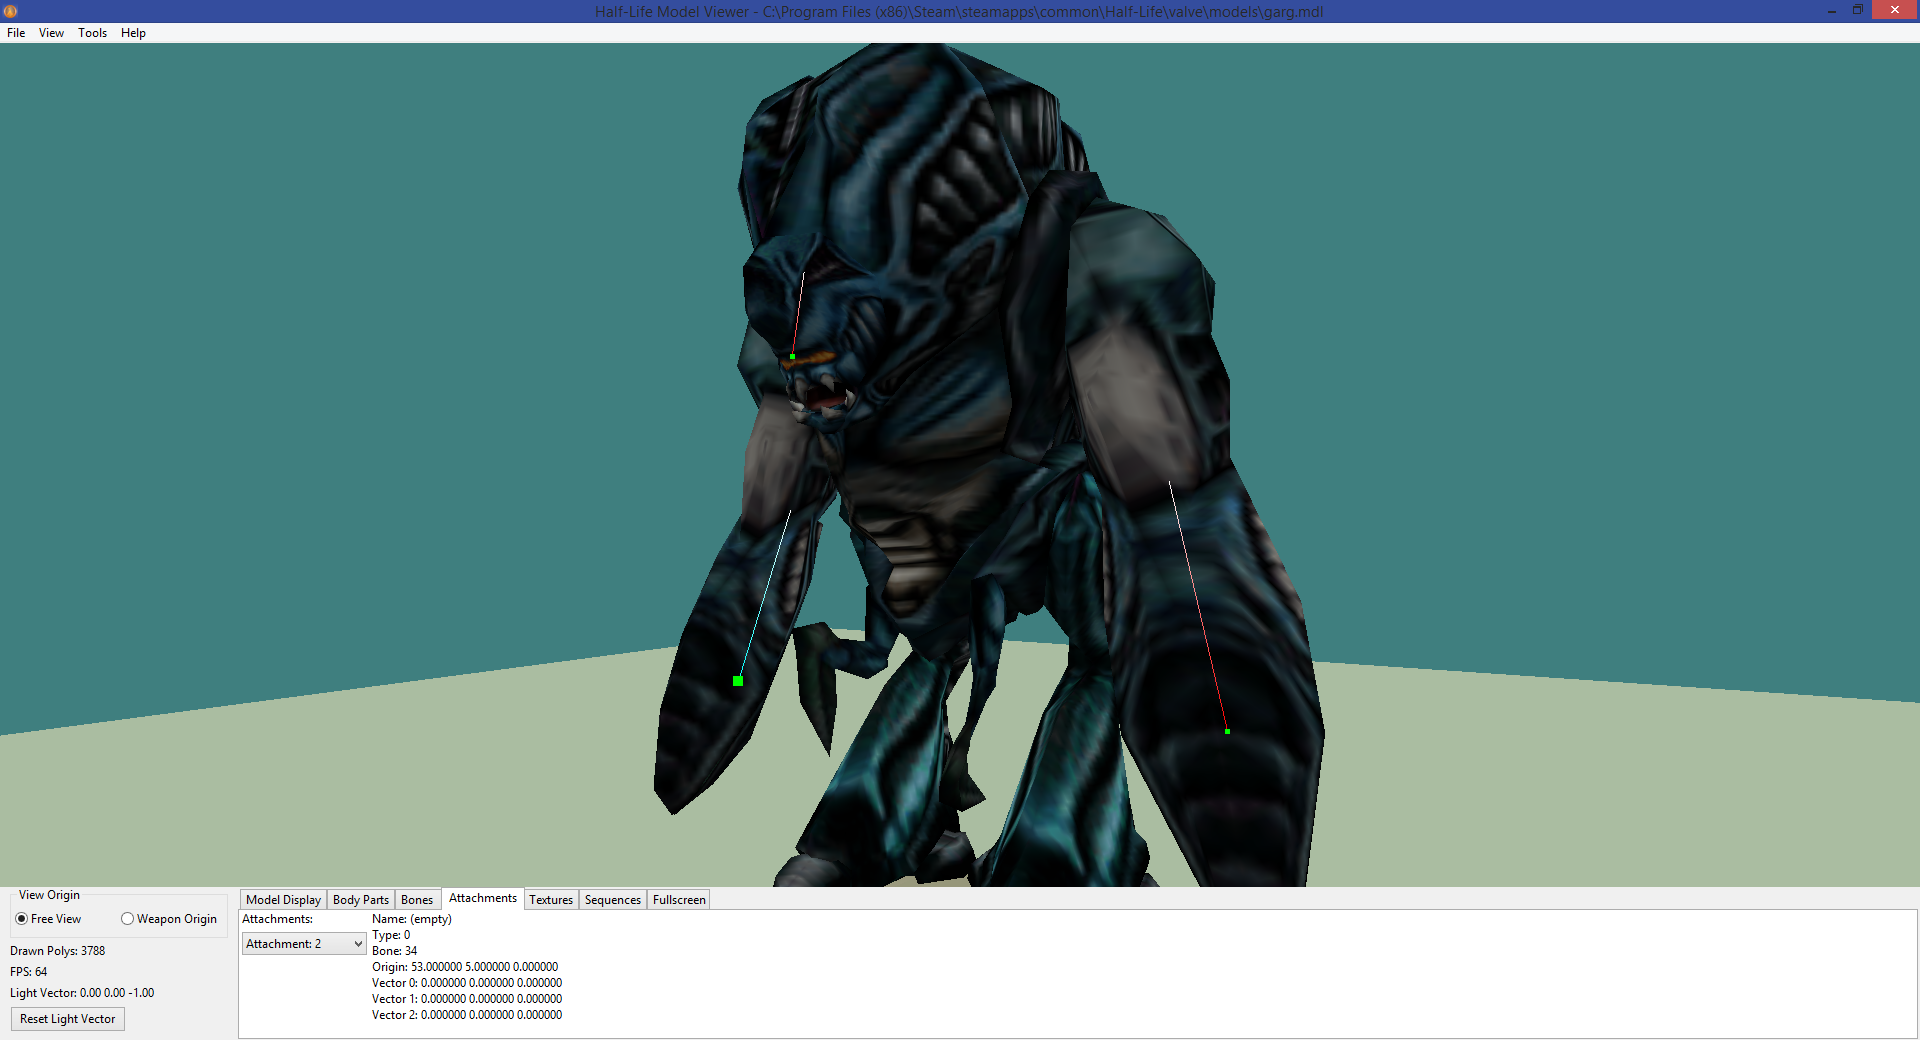 Half-Life Model Viewer - C:\Program Files (x86)\Steam\steamapps\common\Half-Life\valve\models\garg.mdl
File View Tools Help
View Origin
Free View Weapon Origin
Drawn Polys: 3788
FPS: 64
Light Vector: 0.00 0.00 -1.00
Reset Light Vector
Model Display Body Parts Bones Attachments Textures Sequences Fullscreen
Attachments:
Attachment: 2
Name: (empty)
Type: 0
Bone: 34
Origin: 53.000000 5.000000 0.000000
Vector 0: 0.000000 0.000000 0.000000
Vector 1: 0.000000 0.000000 0.000000
Vector 2: 0.000000 0.000000 0.000000